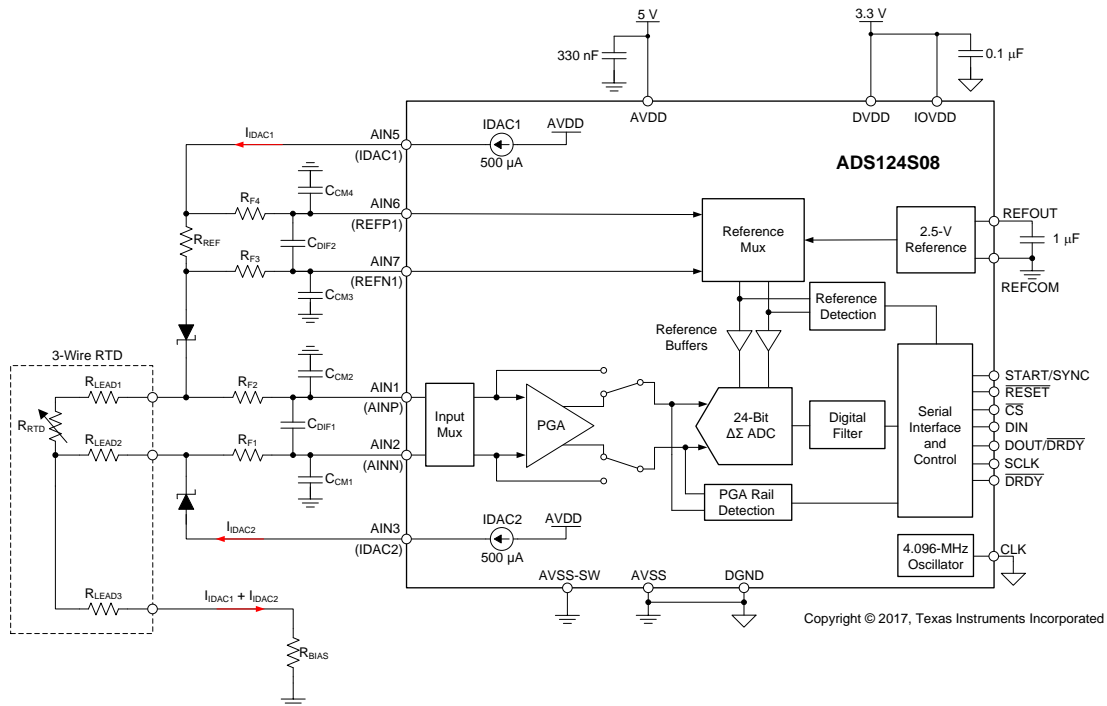 5 V
3.3 V
330 nF
0.1 μF
AVDD
DVDD
IOVDD
IIDAC1
AIN5
(IDAC1)
IDAC1
500 μA
AVDD
ADS124S08
CCM4
RF4
AIN6
(REFP1)
RREF
CDIF2
Reference
Mux
2.5-V
Reference
REFOUT
1 μF
REFCOM
RF3
AIN7
(REFN1)
CCM3
Reference
Detection
Reference
Buffers
3-Wire RTD
CCM2
RLEAD1
RF2
AIN1
(AINP)
RRTD
CDIF1
Input
Mux
PGA
24-Bit
ΔΣ ADC
Digital
Filter
Serial
Interface
and
Control
START/SYNC
RESET
CS
DIN
DOUT/DRDY
SCLK
DRDY
RLEAD2
RF1
AIN2
(AINN)
CCM1
PGA Rail
Detection
IIDAC2
AIN3
(IDAC2)
IDAC2
500 μA
AVDD
4.096-MHz
Oscillator
CLK
AVSS-SW
AVSS
DGND
RLEAD3
IIDAC1 + IIDAC2
RBIAS
Copyright © 2017, Texas Instruments Incorporated